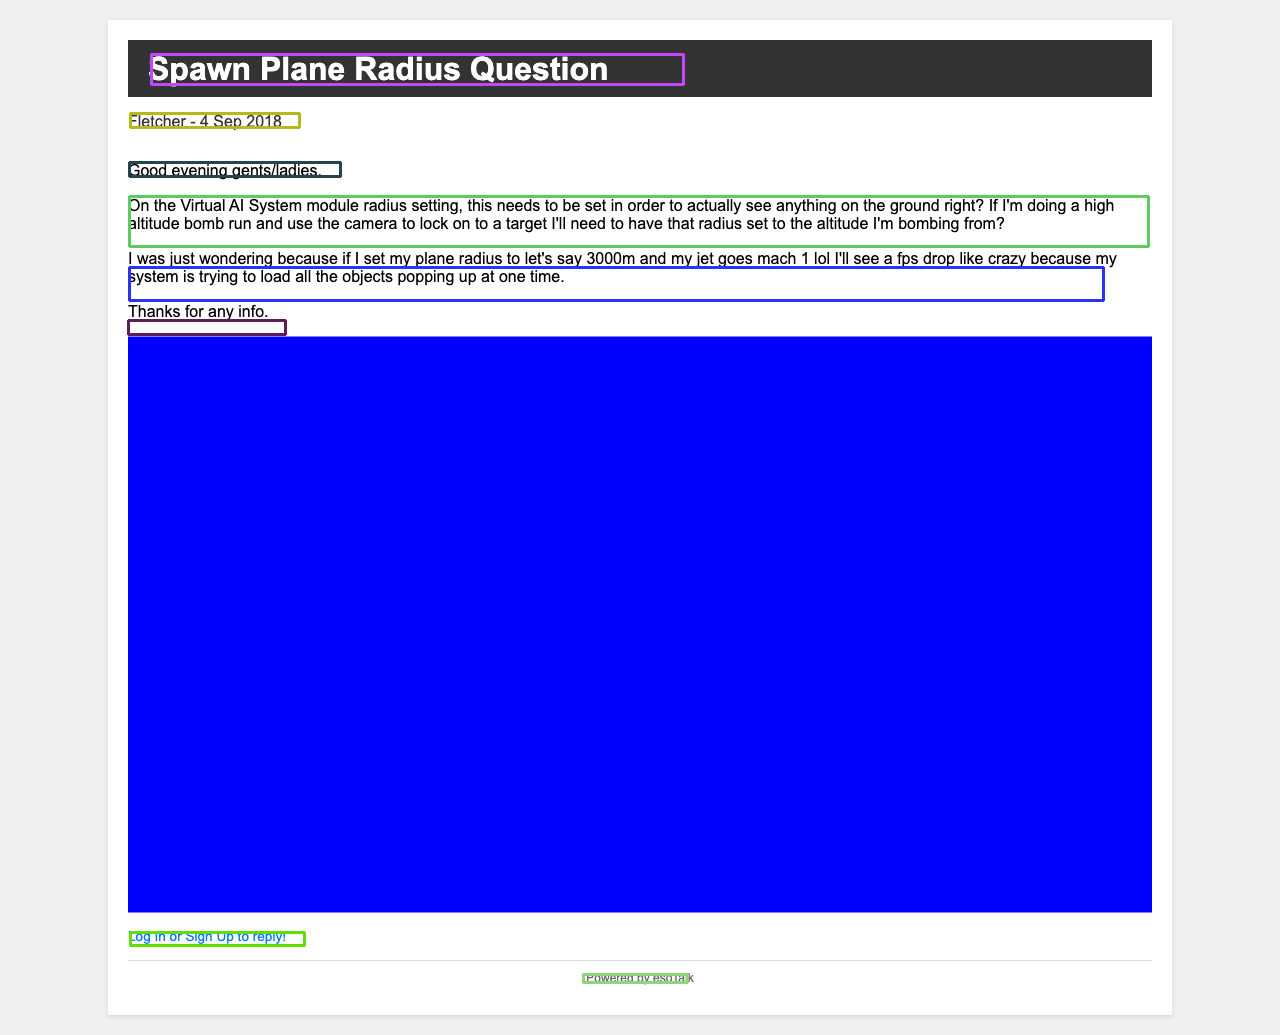 Spawn Plane Radius Question
Fletcher - 4 Sep 2018
Good evening gents/ladies.
On the Virtual AI System module radius setting, this needs to be set in order to actually see anything on the ground right? If I'm doing a high
altitude bomb run and use the camera to lock on to a target I'll need to have that radius set to the altitude I'm bombing from?
I was just wondering because if I set my plane radius to let's say 3000m and my jet goes mach 1 lol I'll see a fps drop like crazy because my
system is trying to load all the objects popping up at one time.
Thanks for any info.
Log In or Sign Up to reply!
Powered by esoTalk